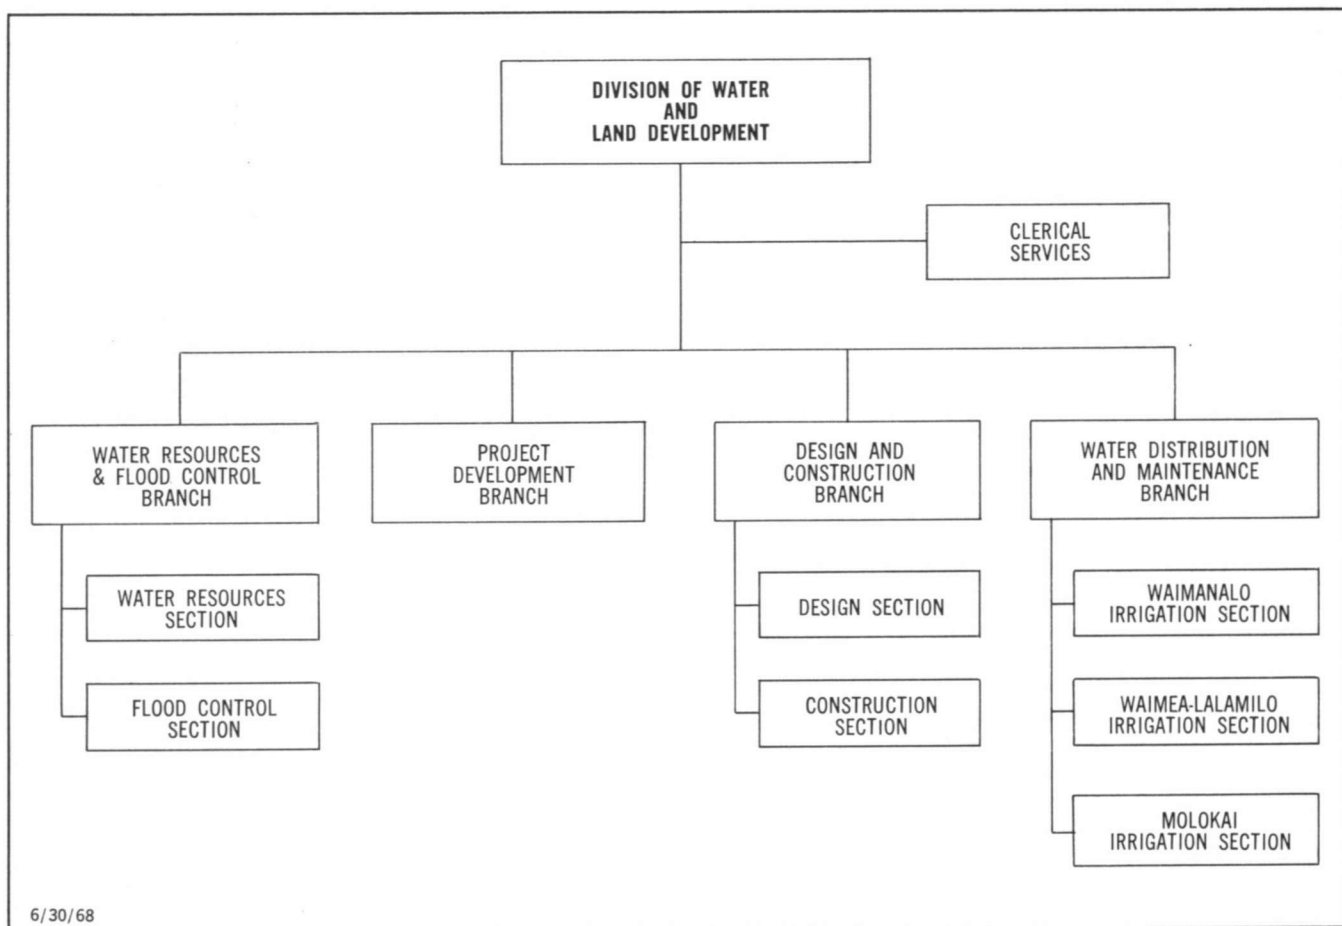 DIVISION OF WATER
AND
LAND DEVELOPMENT
CLERICAL
SERVICES
WATER RESOURCES
& FLOOD CONTROL
BRANCH
PROJECT
DEVELOPMENT
BRANCH
DESIGN AND
CONSTRUCTION
BRANCH
WATER DISTRIBUTION
AND MAINTENANCE
BRANCH
WATER RESOURCES
SECTION
FLOOD CONTROL
SECTION
DESIGN SECTION
CONSTRUCTION
SECTION
WAIMANALO
IRRIGATION SECTION
WAIMEA-LALAMILO
IRRIGATION SECTION
MOLOKAI
IRRIGATION SECTION
6/30/68